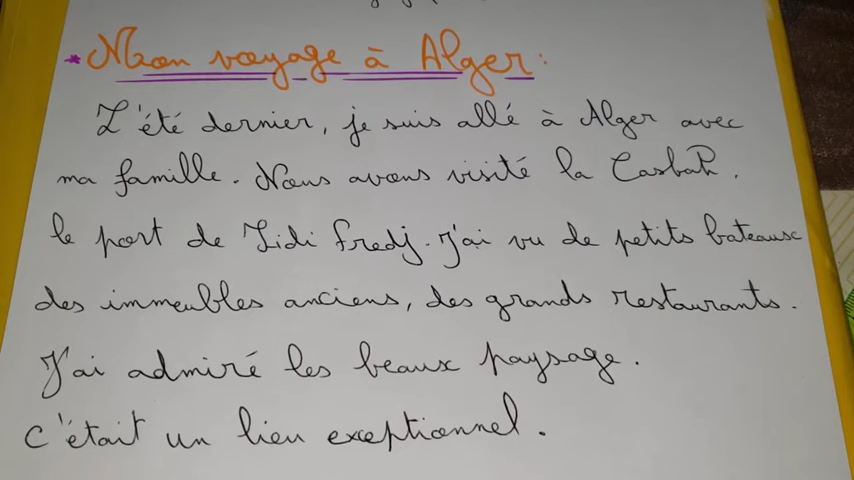 * Mon voyage à Alger :
L'été dernier, je suis allé à Alger avec
ma famille. Nous avons visité la Casbah.
le port de Sidi fredj. J'ai vu de petits bateaux
des immeubles anciens, des grands restaurants.
J'ai admiré les beaux paysage.
c'était un lieu exceptionnel.